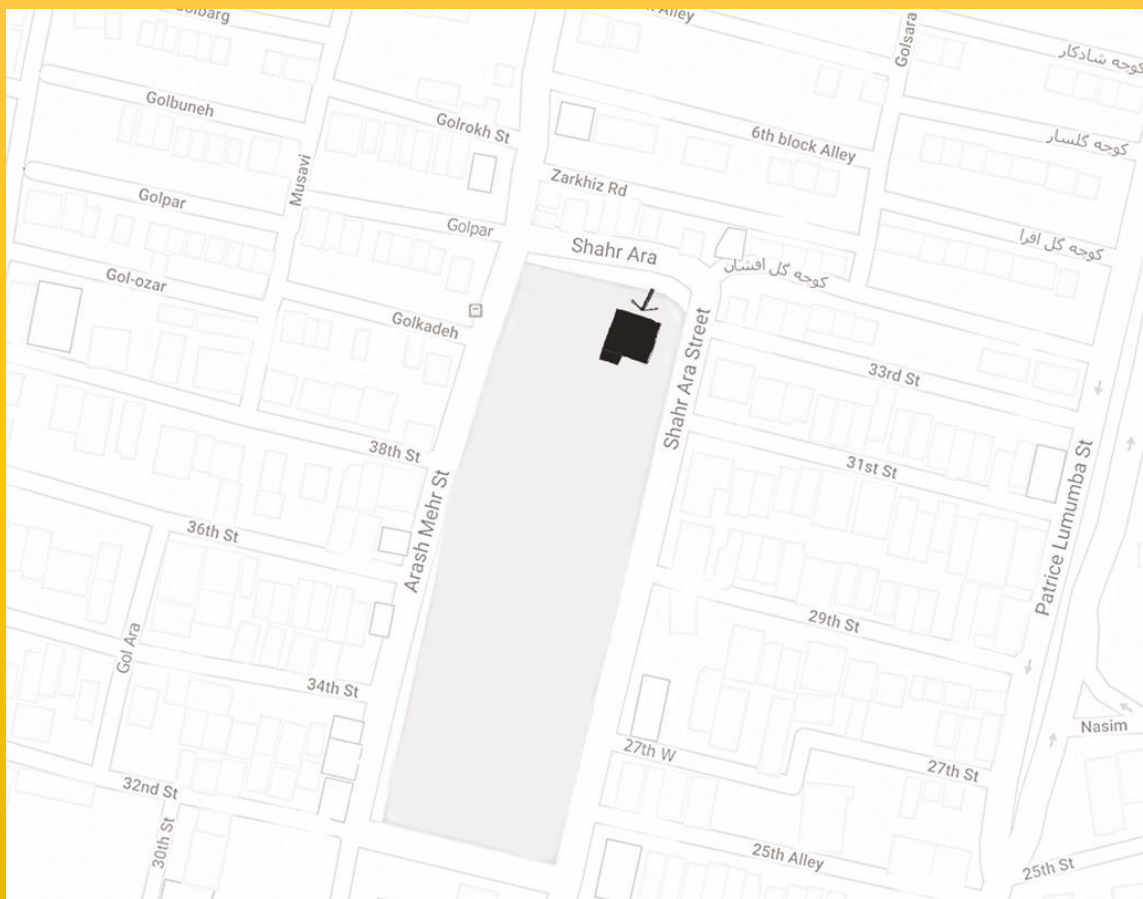 Golbarg
Alley
Golsara
کوچه شادکار
Golbuneh
Golrokh St
6th block Alley
کوچه گلسار
Musavi
Zarkhiz Rd
Golpar
Golpar
Shahr Ara
کوچه گل افرا
کوچه گل افشان
Gol-ozar
Golkadeh
Shahr Ara Street
33rd St
38th St
31st St
Arash Mehr St
36th St
Patrice Lumumba St
29th St
Gol Ara
34th St
27th W
Nasim
27th St
32nd St
30th St
25th Alley
25th St